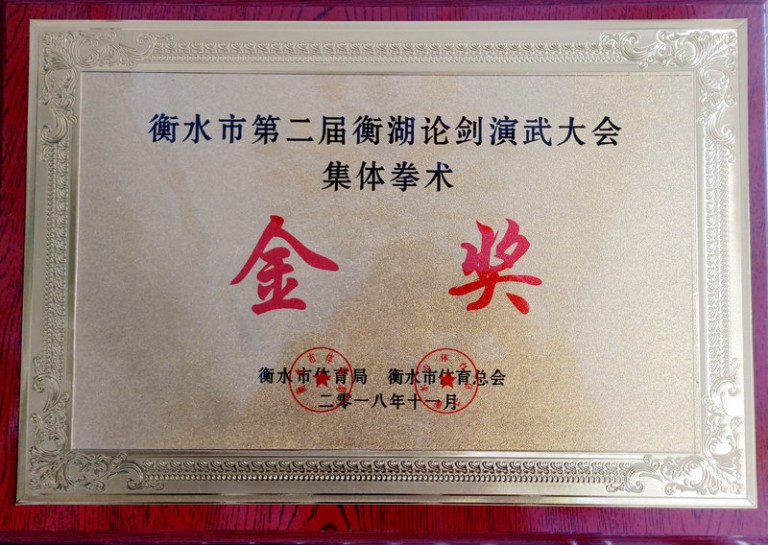 衡水市第二届衡湖论剑演武大会
集体拳术
金 奖
衡水市体育局 衡水市体育总会
二零一八年十一月